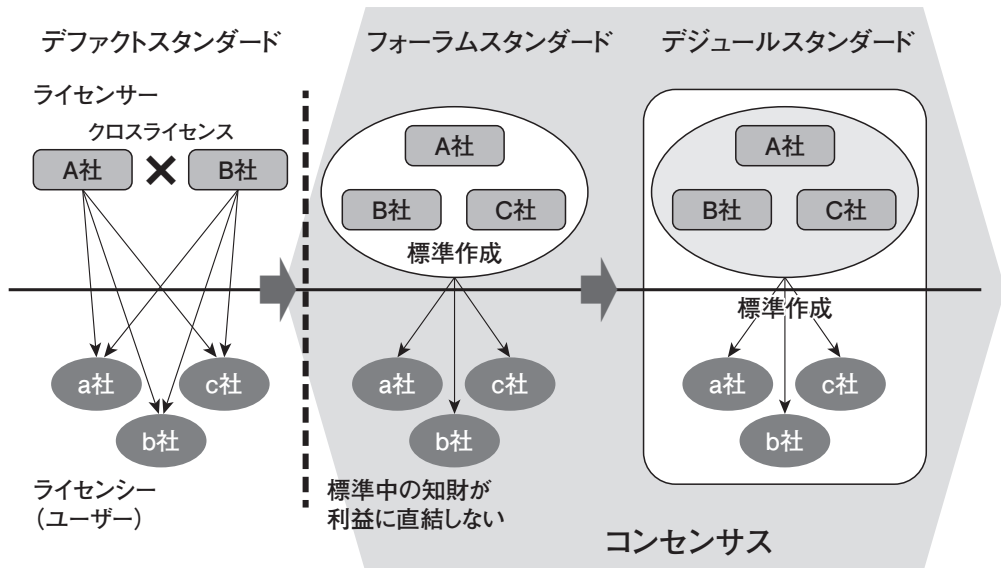 デファクトスタンダード
フォーラムスタンダード
デジュールスタンダード
ライセンサー
クロスライセンス
A社
B社
A社
B社
C社
標準作成
A社
B社
C社
標準作成
a社
c社
b社
a社
c社
b社
a社
c社
b社
ライセンシー
（ユーザー）
標準中の知財が
利益に直結しない
コンセンサス